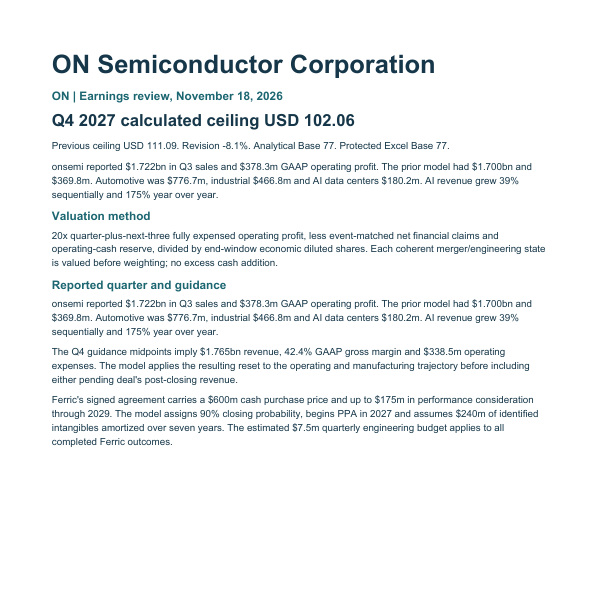 ON Semiconductor Corporation
ON | Earnings review, November 18, 2026
Q4 2027 calculated ceiling USD 102.06
Previous ceiling USD 111.09. Revision -8.1%. Analytical Base 77. Protected Excel Base 77.
onsemi reported $1.722bn in Q3 sales and $378.3m GAAP operating profit. The prior model had $1.700bn and
$369.8m. Automotive was $776.7m, industrial $466.8m and AI data centers $180.2m. AI revenue grew 39%
sequentially and 175% year over year.
Valuation method
20x quarter-plus-next-three fully expensed operating profit, less event-matched net financial claims and
operating-cash reserve, divided by end-window economic diluted shares. Each coherent merger/engineering state
is valued before weighting; no excess cash addition.
Reported quarter and guidance
onsemi reported $1.722bn in Q3 sales and $378.3m GAAP operating profit. The prior model had $1.700bn and
$369.8m. Automotive was $776.7m, industrial $466.8m and AI data centers $180.2m. AI revenue grew 39%
sequentially and 175% year over year.
The Q4 guidance midpoints imply $1.765bn revenue, 42.4% GAAP gross margin and $338.5m operating
expenses. The model applies the resulting reset to the operating and manufacturing trajectory before including
either pending deal's post-closing revenue.
Ferric's signed agreement carries a $600m cash purchase price and up to $175m in performance consideration
through 2029. The model assigns 90% closing probability, begins PPA in 2027 and assumes $240m of identified
intangibles amortized over seven years. The estimated $7.5m quarterly engineering budget applies to all
completed Ferric outcomes.